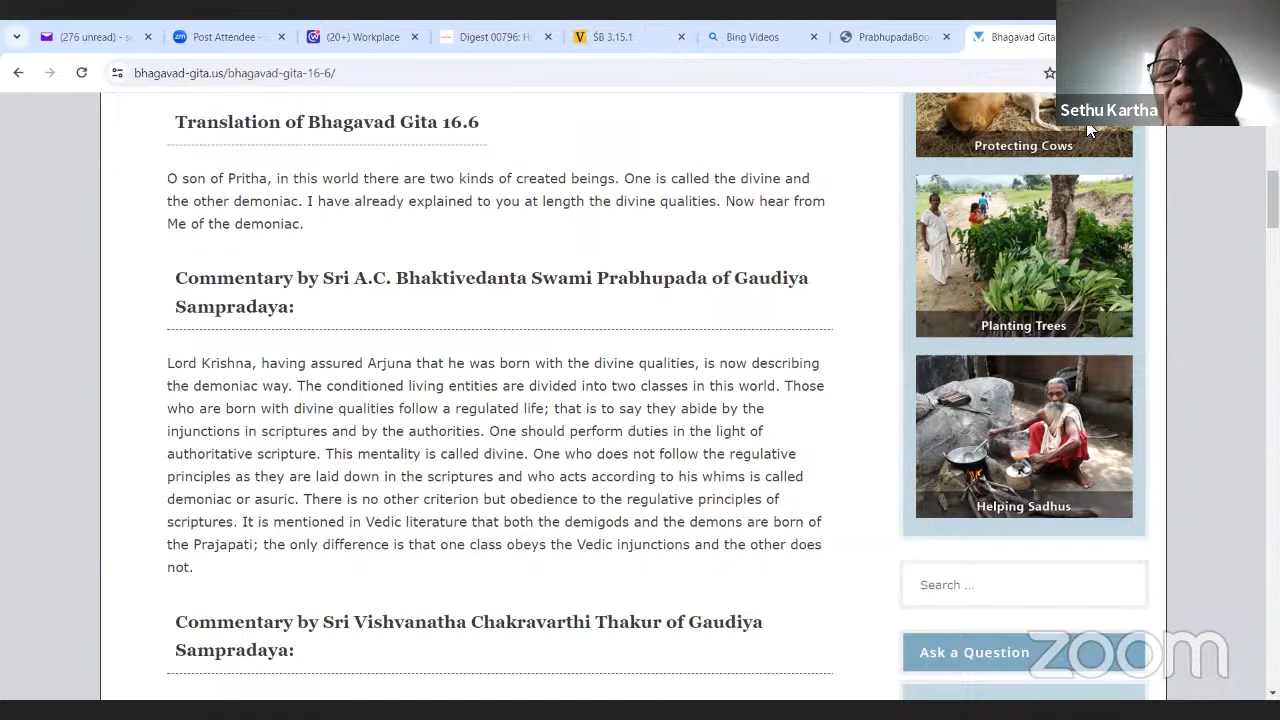 (276 unread) - s
Post Attendee -
(20+) Workplace
Digest 00796: H
ŚB 3.15.1
Bing Videos
PrabhupadaBoo
Bhagavad Gita
bhagavad-gita.us/bhagavad-gita-16-6/
Sethu Kartha
Translation of Bhagavad Gita 16.6
O son of Pritha, in this world there are two kinds of created beings. One is called the divine and
the other demoniac. I have already explained to you at length the divine qualities. Now hear from
Me of the demoniac.
Commentary by Sri A.C. Bhaktivedanta Swami Prabhupada of Gaudiya
Sampradaya:
Lord Krishna, having assured Arjuna that he was born with the divine qualities, is now describing
the demoniac way. The conditioned living entities are divided into two classes in this world. Those
who are born with divine qualities follow a regulated life; that is to say they abide by the
injunctions in scriptures and by the authorities. One should perform duties in the light of
authoritative scripture. This mentality is called divine. One who does not follow the regulative
principles as they are laid down in the scriptures and who acts according to his whims is called
demoniac or asuric. There is no other criterion but obedience to the regulative principles of
scriptures. It is mentioned in Vedic literature that both the demigods and the demons are born of
the Prajapati; the only difference is that one class obeys the Vedic injunctions and the other does
not.
Commentary by Sri Vishvanatha Chakravarthi Thakur of Gaudiya
Sampradaya:
Protecting Cows
Planting Trees
Helping Sadhus
Search ...
Ask a Question
zoom